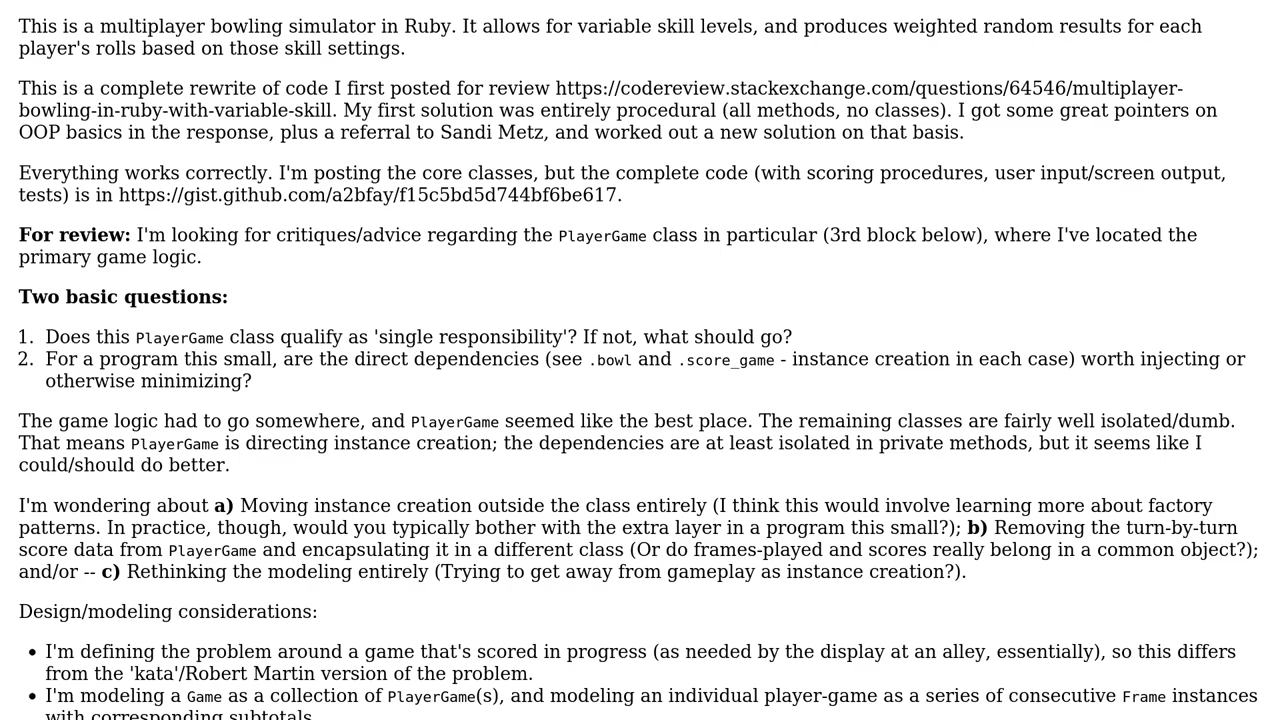 This is a multiplayer bowling simulator in Ruby. It allows for variable skill levels, and produces weighted random results for each
player's rolls based on those skill settings.
This is a complete rewrite of code I first posted for review https://codereview.stackexchange.com/questions/64546/multiplayer-
bowling-in-ruby-with-variable-skill. My first solution was entirely procedural (all methods, no classes). I got some great pointers on
OOP basics in the response, plus a referral to Sandi Metz, and worked out a new solution on that basis.
Everything works correctly. I'm posting the core classes, but the complete code (with scoring procedures, user input/screen output,
tests) is in https://gist.github.com/a2bfay/f15c5bd5d744bf6be617.
For review: I'm looking for critiques/advice regarding the PlayerGame class in particular (3rd block below), where I've located the
primary game logic.
Two basic questions:
1. Does this PlayerGame class qualify as 'single responsibility'? If not, what should go?
2. For a program this small, are the direct dependencies (see .bowl and .score_game - instance creation in each case) worth injecting or
otherwise minimizing?
The game logic had to go somewhere, and PlayerGame seemed like the best place. The remaining classes are fairly well isolated/dumb.
That means PlayerGame is directing instance creation; the dependencies are at least isolated in private methods, but it seems like I
could/should do better.
I'm wondering about a) Moving instance creation outside the class entirely (I think this would involve learning more about factory
patterns. In practice, though, would you typically bother with the extra layer in a program this small?); b) Removing the turn-by-turn
score data from PlayerGame and encapsulating it in a different class (Or do frames-played and scores really belong in a common object?);
and/or -- c) Rethinking the modeling entirely (Trying to get away from gameplay as instance creation?).
Design/modeling considerations:
• I'm defining the problem around a game that's scored in progress (as needed by the display at an alley, essentially), so this differs
from the 'kata'/Robert Martin version of the problem.
• I'm modeling a Game as a collection of PlayerGame(s), and modeling an individual player-game as a series of consecutive Frame instances
with corresponding subtotals.